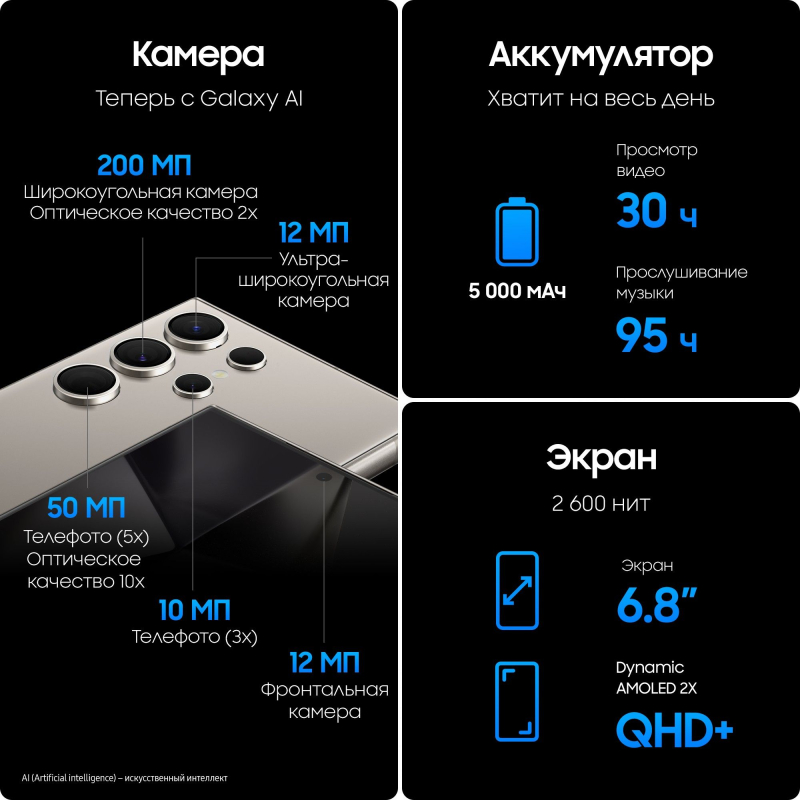 Камера
Теперь с Galaxy AI
200 МП
Широкоугольная камера
Оптическое качество 2x
12 МП
Ультра-
широкоугольная
камера
50 МП
Телефото (5x)
Оптическое
качество 10x
10 МП
Телефото (3x)
12 МП
Фронтальная
камера
AI (Artificial intelligence) – искусственный интеллект
Аккумулятор
Хватит на весь день
5 000 мАч
Просмотр
видео
30 ч
Прослушивание
музыки
95 ч
Экран
2 600 нит
Экран
6.8”
Dynamic
AMOLED 2X
QHD+